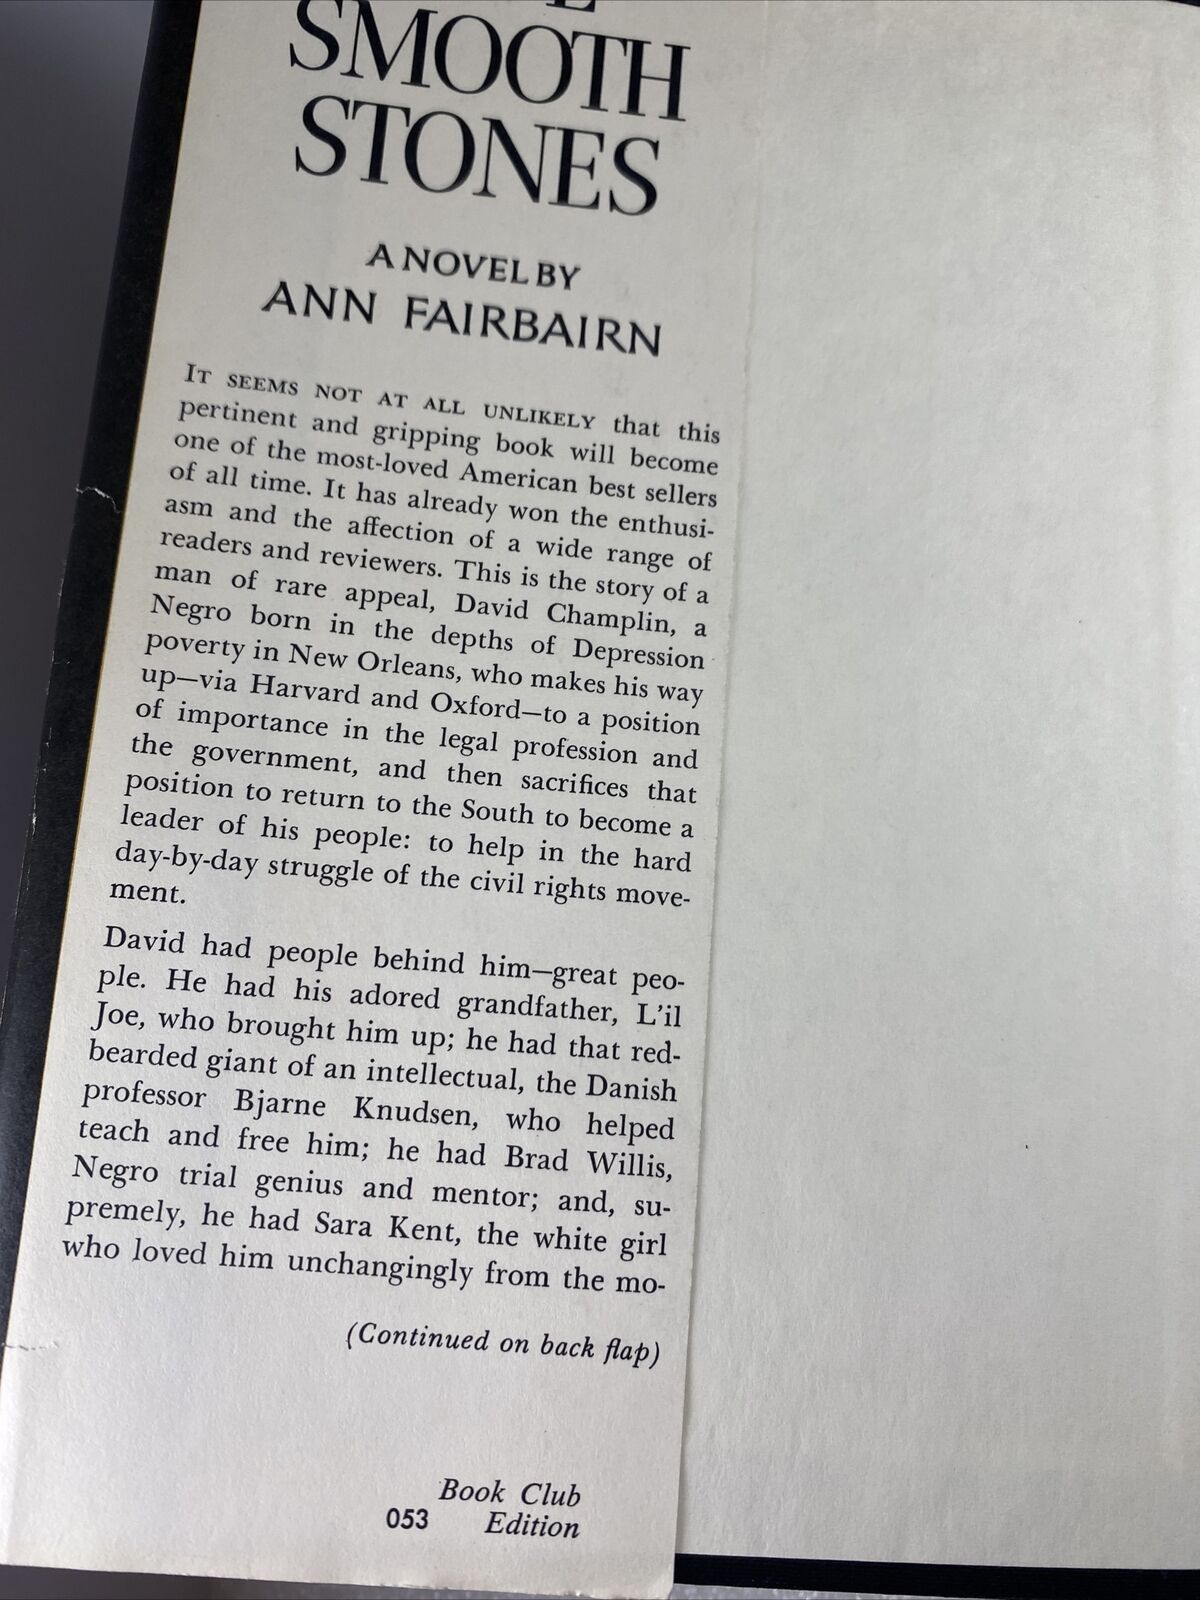 SMOOTH
STONES
A NOVEL BY
ANN FAIRBAIRN
IT SEEMS NOT AT ALL UNLIKELY that this
pertinent and gripping book will become
one of the most-loved American best sellers
of all time. It has already won the enthusi-
asm and the affection of a wide range of
readers and reviewers. This is the story of a
man of rare appeal, David Champlin, a
Negro born in the depths of Depression
poverty in New Orleans, who makes his way
up—via Harvard and Oxford—to a position
of importance in the legal profession and
the government, and then sacrifices that
position to return to the South to become a
leader of his people: to help in the hard
day-by-day struggle of the civil rights move-
ment.
David had people behind him—great peo-
ple. He had his adored grandfather, L'il
Joe, who brought him up; he had that red-
bearded giant of an intellectual, the Danish
professor Bjarne Knudsen, who helped
teach and free him; he had Brad Willis,
Negro trial genius and mentor; and, su-
premely, he had Sara Kent, the white girl
who loved him unchangingly from the mo-
(Continued on back flap)
Book Club
053 Edition